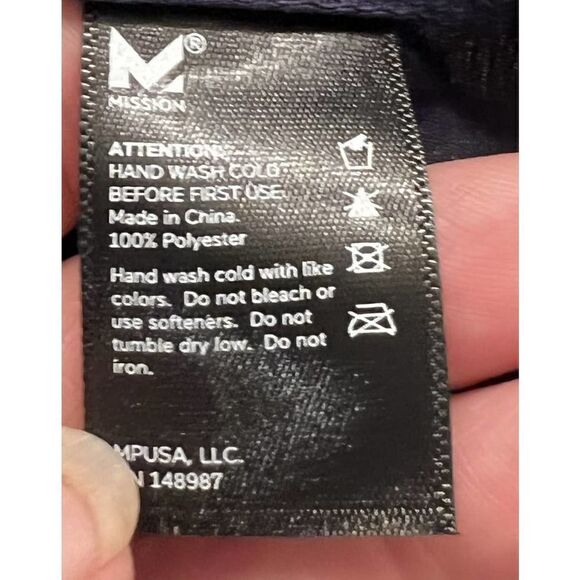 M®
MISSION
ATTENTION:
HAND WASH COLD
BEFORE FIRST USE.
Made in China.
100% Polyester
Hand wash cold with like
colors. Do not bleach or
use softeners. Do not
tumble dry low. Do not
iron.
MPUSA, LLC.
148987